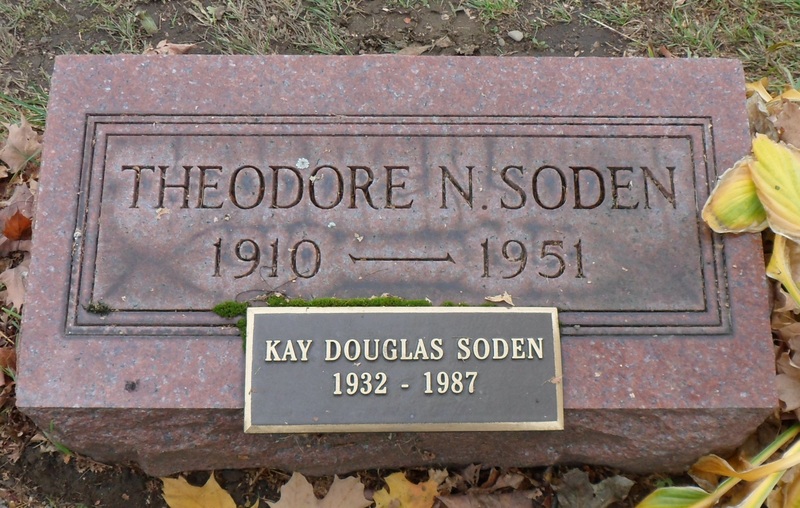 THEODORE N. SODEN
1910 — 1951
KAY DOUGLAS SODEN
1932 - 1987